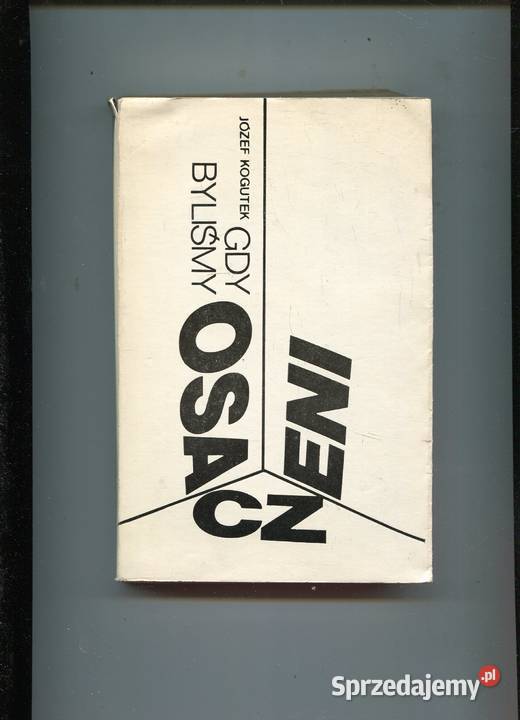 JÓZEF KOGUTEK
GDY
BYLIŚMY
OSACZENI
Sprzedajemy.pl